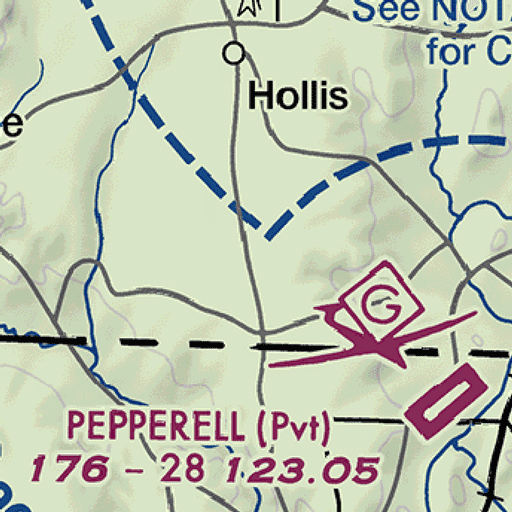 See NOT
for C
Hollis
e
G
PEPPERELL (Pvt)
176 - 28 123.05